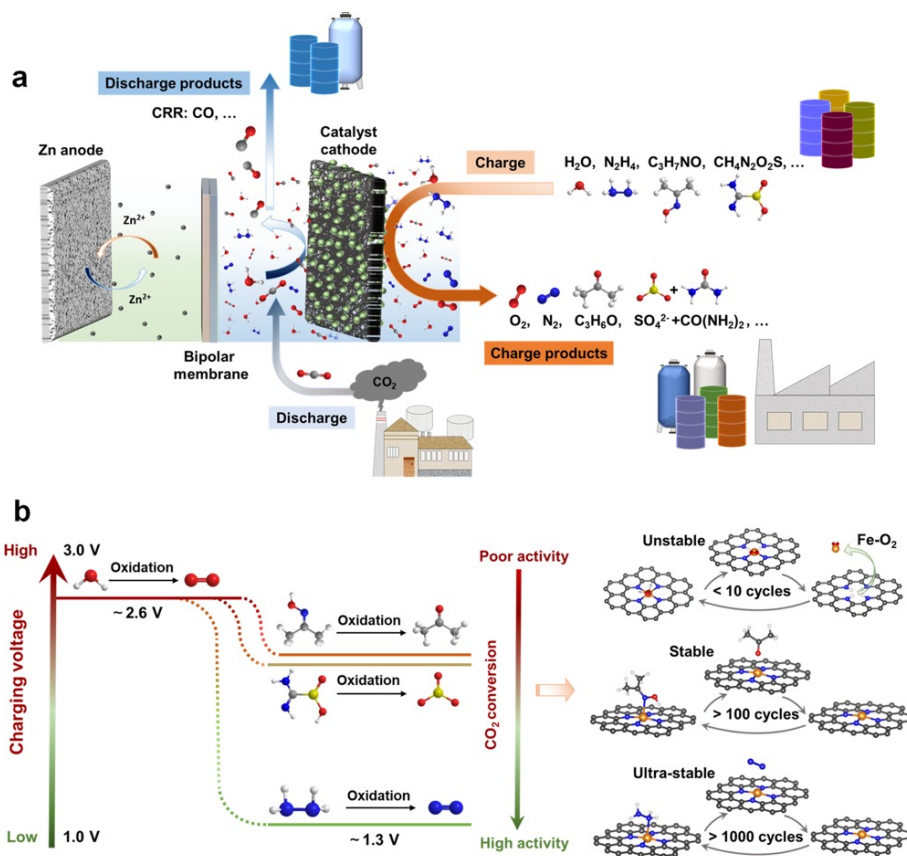 a
Discharge products
CRR: CO, …
Zn anode
Catalyst
cathode
Charge
H2O, N2H4, C3H7NO, CH4N2O2S, …
Zn2+
Zn2+
O2, N2, C3H6O, SO42- +CO(NH2)2, …
Charge products
Bipolar
membrane
CO2
Discharge
b
High
3.0 V
Oxidation
~ 2.6 V
Charging voltage
Low
1.0 V
Oxidation
Oxidation
Oxidation
~ 1.3 V
Poor activity
CO2 conversion
High activity
Unstable
Fe-O2
< 10 cycles
Stable
> 100 cycles
Ultra-stable
> 1000 cycles